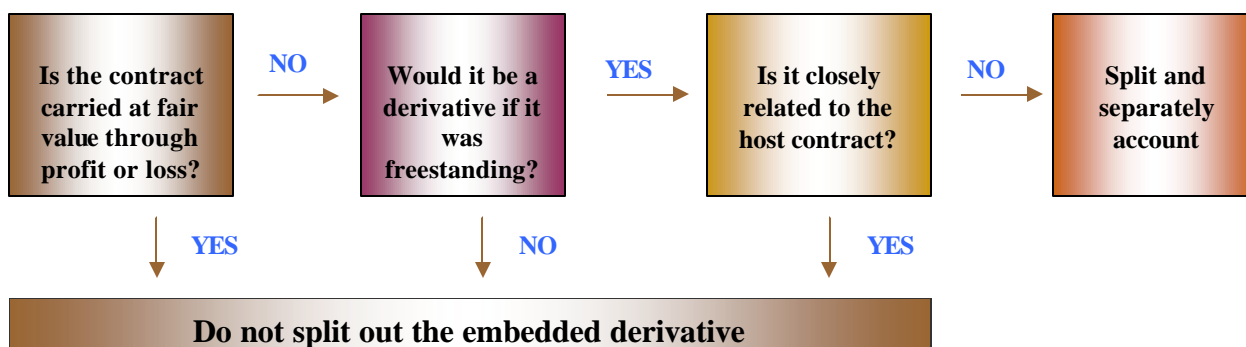 Is the contract
carried at fair
value through
profit or loss?
NO
Would it be a
derivative if it
was
freestanding?
YES
Is it closely
related to the
host contract?
NO
Split and
separately
account
YES
NO
YES
Do not split out the embedded derivative